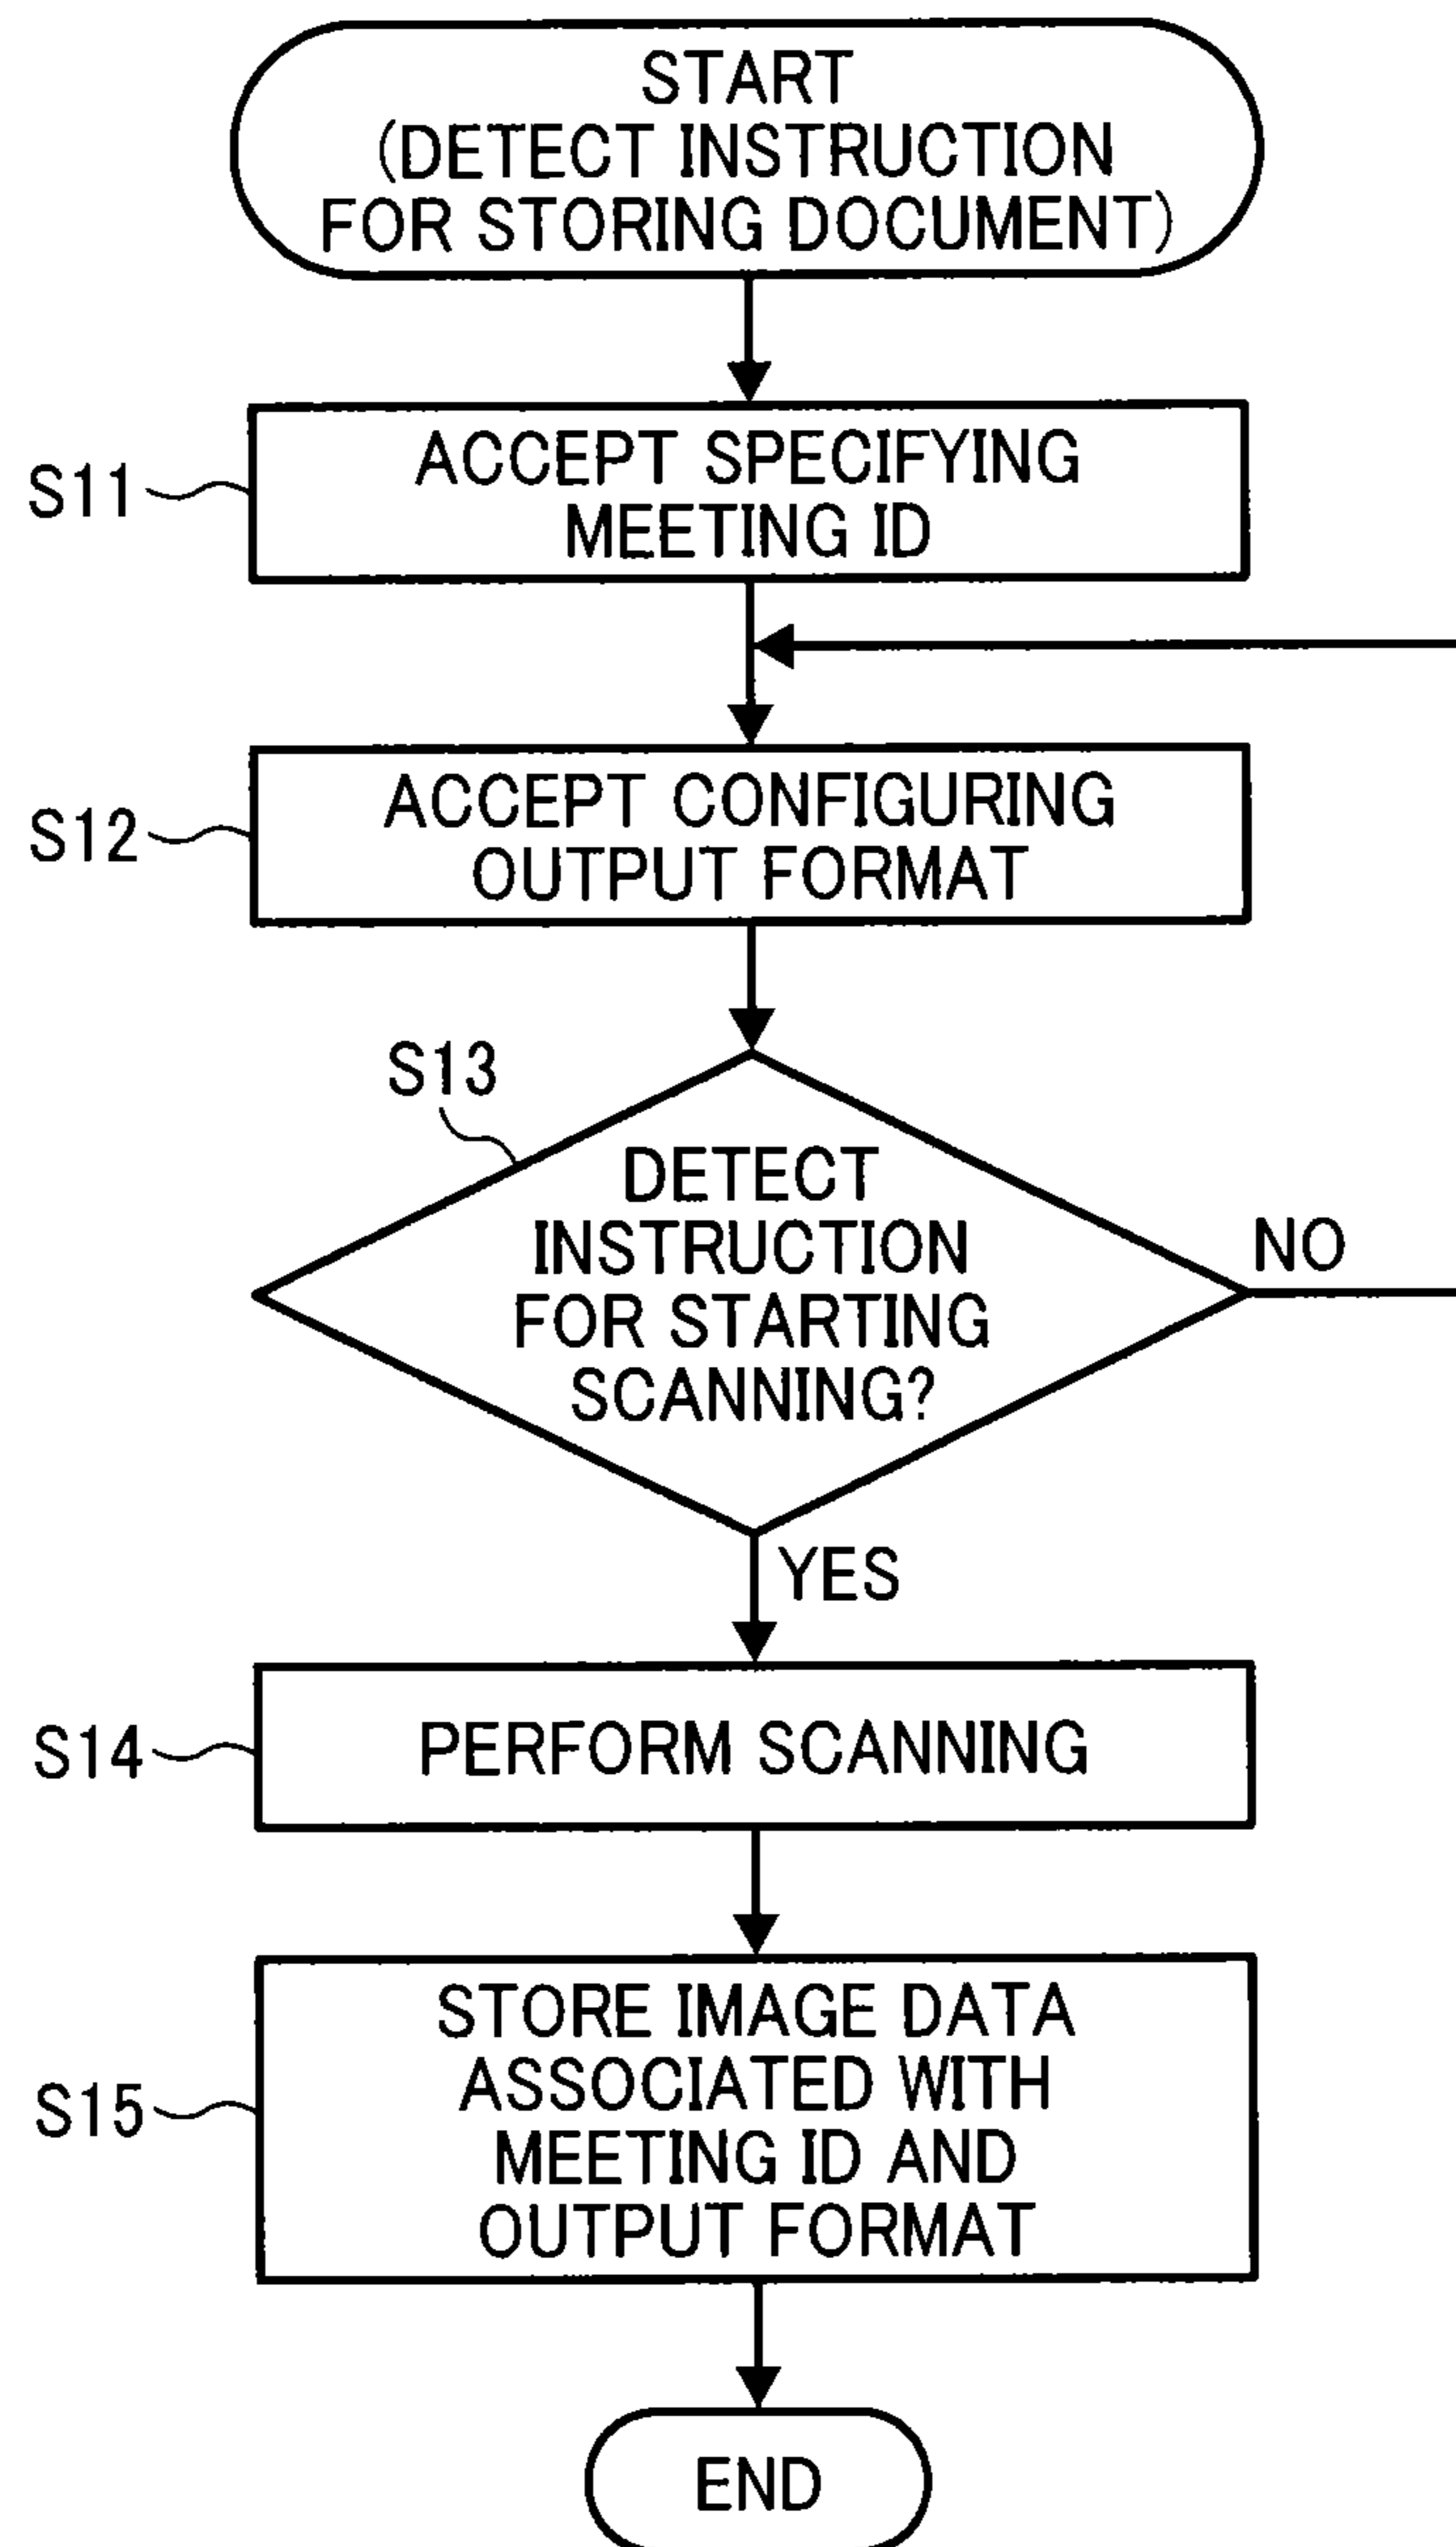 START
(DETECT INSTRUCTION
FOR STORING DOCUMENT)
S11
ACCEPT SPECIFYING
MEETING ID
S12
ACCEPT CONFIGURING
OUTPUT FORMAT
S13
DETECT
INSTRUCTION
FOR STARTING
SCANNING?
NO
YES
S14
PERFORM SCANNING
S15
STORE IMAGE DATA
ASSOCIATED WITH
MEETING ID AND
OUTPUT FORMAT
END